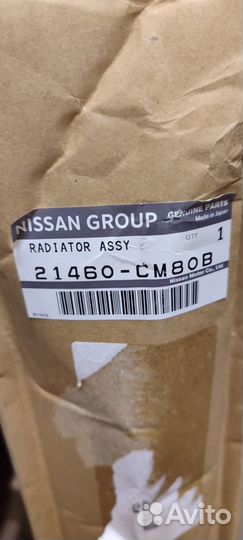 NISSAN GROUP
GENUINE PARTS
Made in Japan
RADIATOR ASSY
QTY 1
21460-CM80B
Nissan Motor Co., Ltd.
Avito